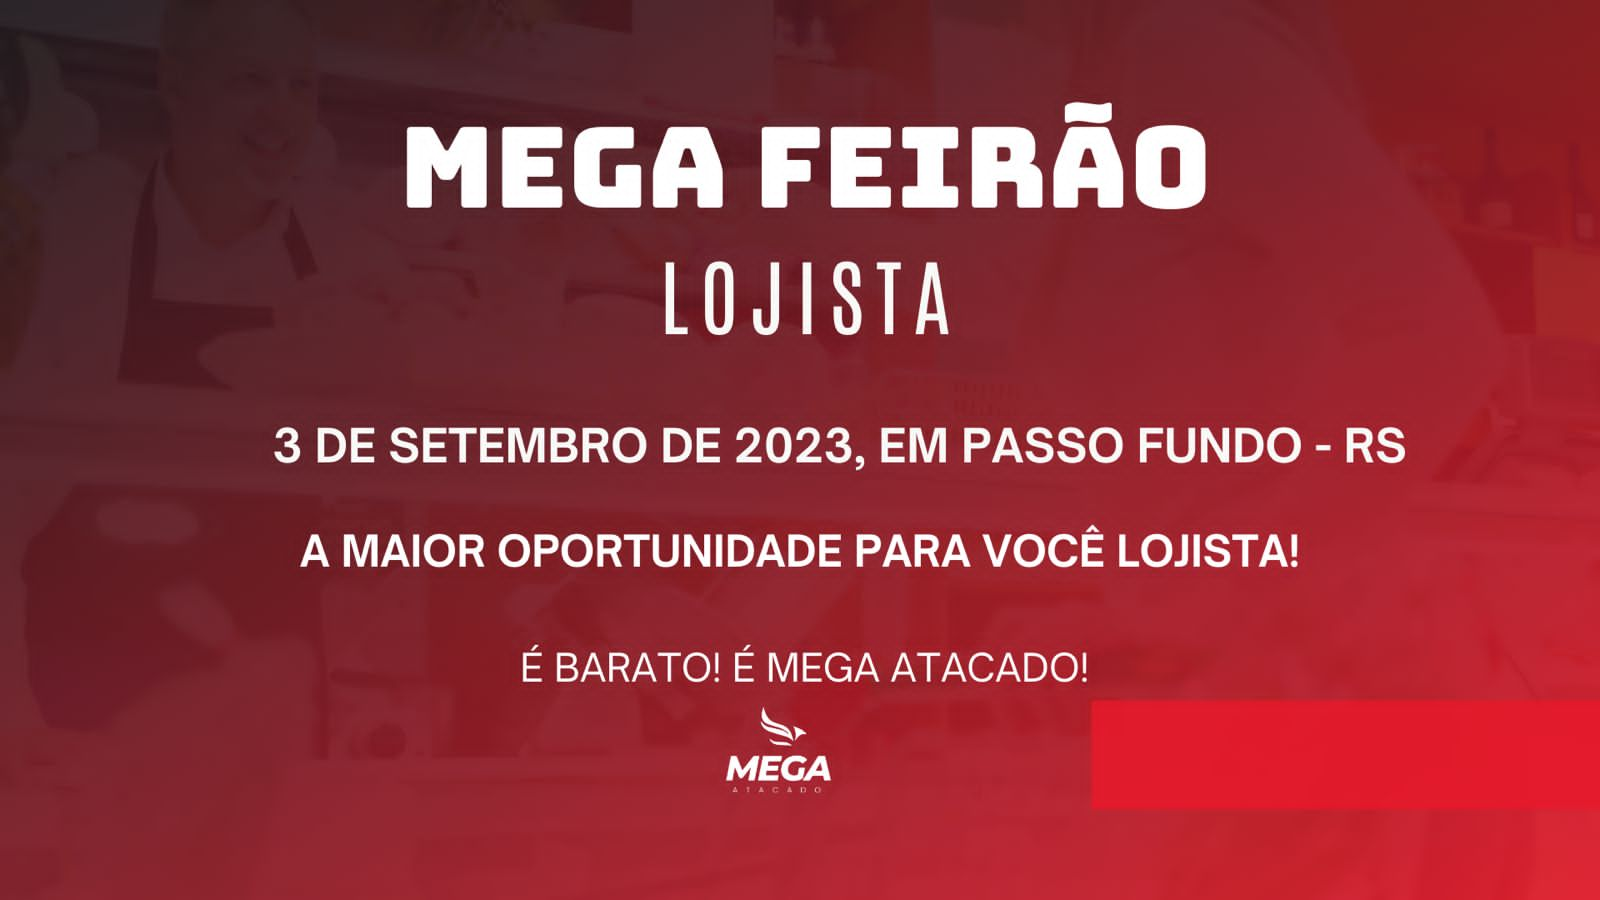 MEGA FEIRÃO
LOJISTA
3 DE SETEMBRO DE 2023, EM PASSO FUNDO - RS
A MAIOR OPORTUNIDADE PARA VOCÊ LOJISTA!
É BARATO! É MEGA ATACADO!
MEGA
ATACADO